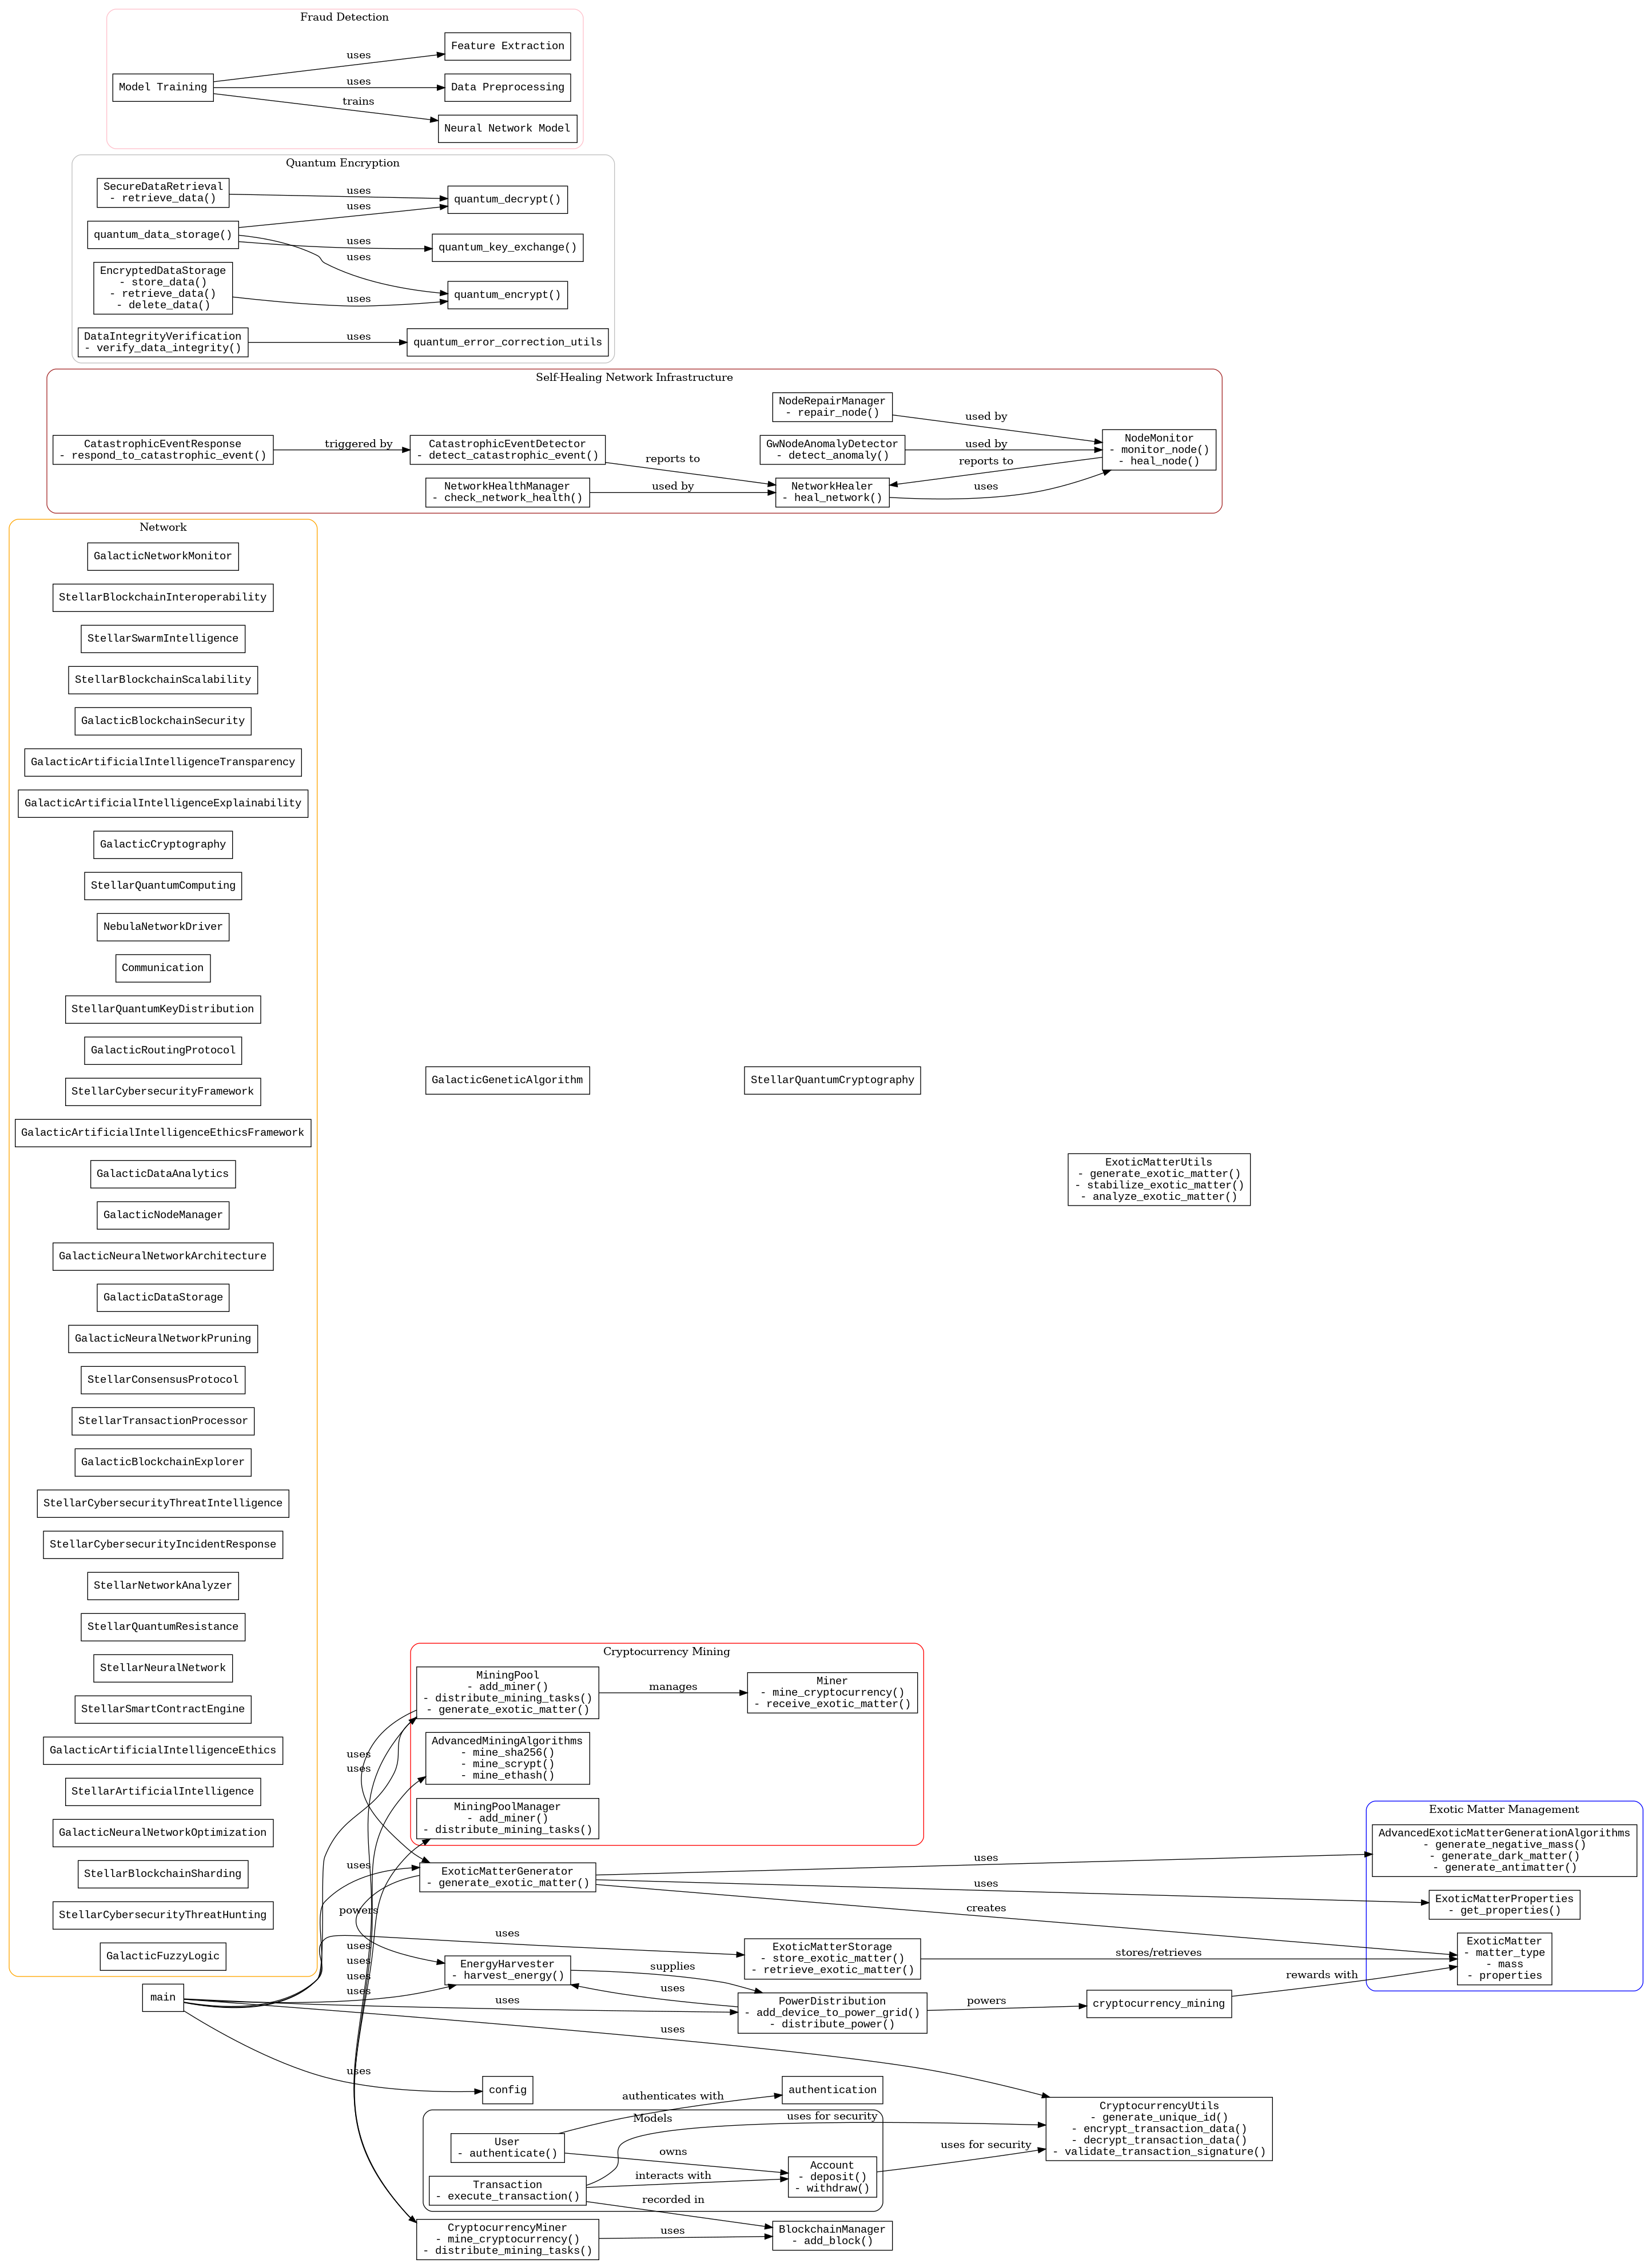 Fraud Detection
Model Training
uses
uses
trains
Feature Extraction
Data Preprocessing
Neural Network Model
Quantum Encryption
SecureDataRetrieval
- retrieve_data()
quantum_data_storage()
EncryptedDataStorage
- store_data()
- retrieve_data()
- delete_data()
DataIntegrityVerification
- verify_data_integrity()
uses
uses
uses
uses
uses
uses
quantum_decrypt()
quantum_key_exchange()
quantum_encrypt()
quantum_error_correction_utils
Self-Healing Network Infrastructure
CatastrophicEventResponse
- respond_to_catastrophic_event()
triggered by
CatastrophicEventDetector
- detect_catastrophic_event()
NetworkHealthManager
- check_network_health()
reports to
used by
NodeRepairManager
- repair_node()
GwNodeAnomalyDetector
- detect_anomaly()
NetworkHealer
- heal_network()
used by
used by
reports to
uses
NodeMonitor
- monitor_node()
- heal_node()
Network
GalacticNetworkMonitor
StellarBlockchainInteroperability
StellarSwarmIntelligence
StellarBlockchainScalability
GalacticBlockchainSecurity
GalacticArtificialIntelligenceTransparency
GalacticArtificialIntelligenceExplainability
GalacticCryptography
StellarQuantumComputing
NebulaNetworkDriver
Communication
StellarQuantumKeyDistribution
GalacticRoutingProtocol
StellarCybersecurityFramework
GalacticArtificialIntelligenceEthicsFramework
GalacticDataAnalytics
GalacticNodeManager
GalacticNeuralNetworkArchitecture
GalacticDataStorage
GalacticNeuralNetworkPruning
StellarConsensusProtocol
StellarTransactionProcessor
GalacticBlockchainExplorer
StellarCybersecurityThreatIntelligence
StellarCybersecurityIncidentResponse
StellarNetworkAnalyzer
StellarQuantumResistance
StellarNeuralNetwork
StellarSmartContractEngine
GalacticArtificialIntelligenceEthics
StellarArtificialIntelligence
GalacticNeuralNetworkOptimization
StellarBlockchainSharding
StellarCybersecurityThreatHunting
GalacticFuzzyLogic
GalacticGeneticAlgorithm
StellarQuantumCryptography
ExoticMatterUtils
- generate_exotic_matter()
- stabilize_exotic_matter()
- analyze_exotic_matter()
Cryptocurrency Mining
MiningPool
- add_miner()
- distribute_mining_tasks()
- generate_exotic_matter()
manages
Miner
- mine_cryptocurrency()
- receive_exotic_matter()
AdvancedMiningAlgorithms
- mine_sha256()
- mine_scrypt()
- mine_ethash()
MiningPoolManager
- add_miner()
- distribute_mining_tasks()
uses
uses
uses
powers
uses
uses
uses
uses
main
uses
ExoticMatterGenerator
- generate_exotic_matter()
uses
uses
creates
uses
EnergyHarvester
- harvest_energy()
supplies
uses
uses
ExoticMatterStorage
- store_exotic_matter()
- retrieve_exotic_matter()
PowerDistribution
- add_device_to_power_grid()
- distribute_power()
stores/retrieves
powers
cryptocurrency_mining
rewards with
Exotic Matter Management
AdvancedExoticMatterGenerationAlgorithms
- generate_negative_mass()
- generate_dark_matter()
- generate_antimatter()
ExoticMatterProperties
- get_properties()
ExoticMatter
- matter_type
- mass
- properties
uses
config
authenticates with
authentication
Models
User
- authenticate()
owns
Transaction
- execute_transaction()
interacts with
recorded in
Account
- deposit()
- withdraw()
uses for security
uses for security
CryptocurrencyUtils
- generate_unique_id()
- encrypt_transaction_data()
- decrypt_transaction_data()
- validate_transaction_signature()
CryptocurrencyMiner
- mine_cryptocurrency()
- distribute_mining_tasks()
uses
BlockchainManager
- add_block()